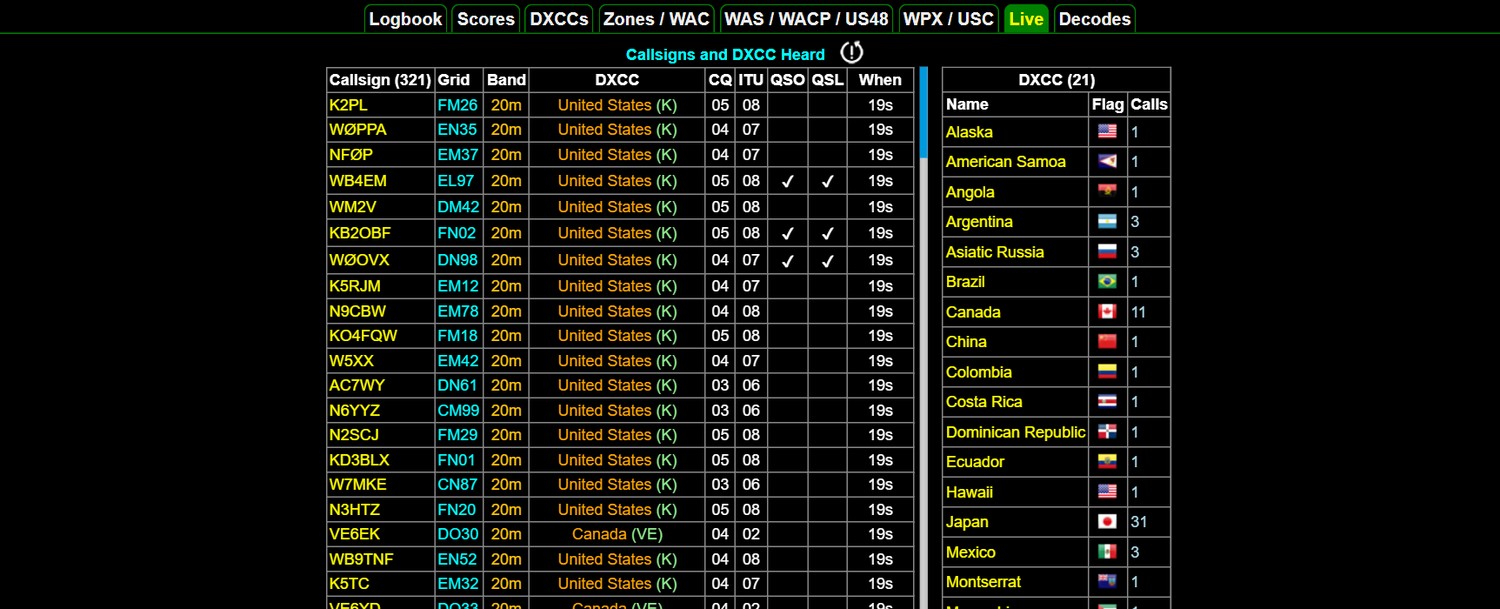 Logbook Scores DXCCs Zones / WAC WAS / WACP / US48 WPX / USC Live Decodes
Callsigns and DXCC Heard
Callsign (321) Grid Band DXCC CQ ITU QSO QSL When
K2PL FM26 20m United States (K) 05 08 19s
WØPPA EN35 20m United States (K) 04 07 19s
NFØP EM37 20m United States (K) 04 07 19s
WB4EM EL97 20m United States (K) 05 08 ✓ ✓ 19s
WM2V DM42 20m United States (K) 05 08 19s
KB2OBF FN02 20m United States (K) 05 08 ✓ ✓ 19s
WØOVX DN98 20m United States (K) 04 07 ✓ ✓ 19s
K5RJM EM12 20m United States (K) 04 07 19s
N9CBW EM78 20m United States (K) 04 08 19s
KO4FQW FM18 20m United States (K) 05 08 19s
W5XX EM42 20m United States (K) 04 07 19s
AC7WY DN61 20m United States (K) 03 06 19s
N6YYZ CM99 20m United States (K) 03 06 19s
N2SCJ FM29 20m United States (K) 05 08 19s
KD3BLX FN01 20m United States (K) 05 08 19s
W7MKE CN87 20m United States (K) 03 06 19s
N3HTZ FN20 20m United States (K) 05 08 19s
VE6EK DO30 20m Canada (VE) 04 02 19s
WB9TNF EN52 20m United States (K) 04 08 19s
K5TC EM32 20m United States (K) 04 07 19s
VE6YD DO33 20m Canada (VE) 04 02 19s
DXCC (21)
Name Flag Calls
Alaska 1
American Samoa 1
Angola 1
Argentina 3
Asiatic Russia 3
Brazil 1
Canada 11
China 1
Colombia 1
Costa Rica 1
Dominican Republic 1
Ecuador 1
Hawaii 1
Japan 31
Mexico 3
Montserrat 1